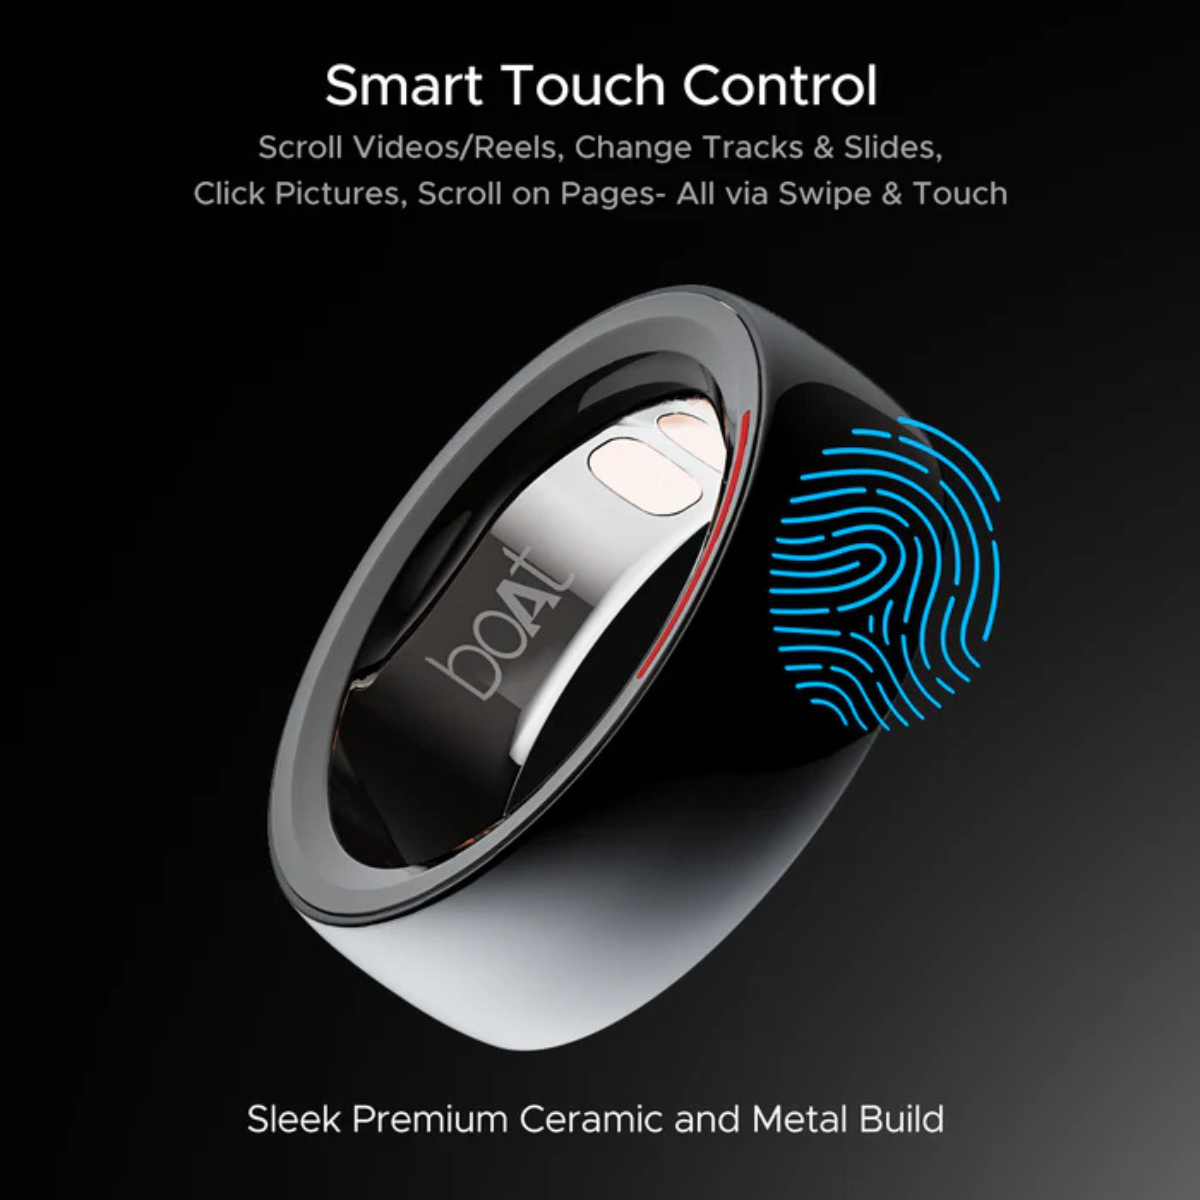 Smart Touch Control
Scroll Videos/Reels, Change Tracks & Slides,
Click Pictures, Scroll on Pages- All via Swipe & Touch
boAt
Sleek Premium Ceramic and Metal Build